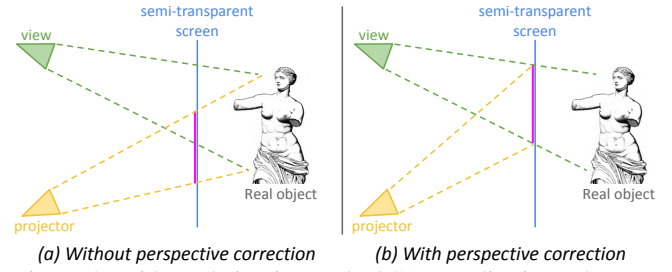 semi-transparent
screen
view
projector
Real object
(a) Without perspective correction
semi-transparent
screen
view
projector
Real object
(b) With perspective correction